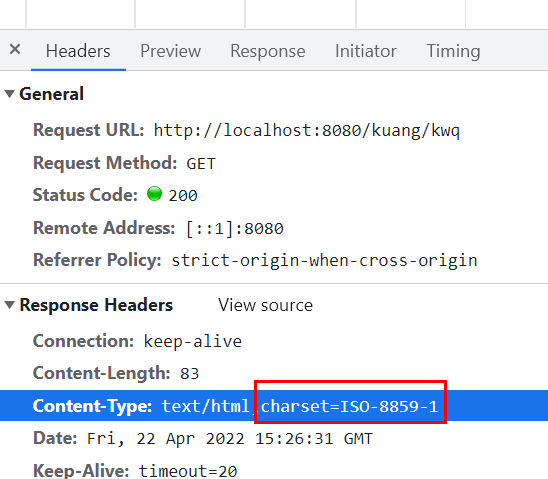 × Headers Preview Response Initiator Timing
General
Request URL: http://localhost:8080/kuang/kwq
Request Method: GET
Status Code: 200
Remote Address: [::1]:8080
Referrer Policy: strict-origin-when-cross-origin
Response Headers View source
Connection: keep-alive
Content-Length: 83
Content-Type: text/html;charset=ISO-8859-1
Date: Fri, 22 Apr 2022 15:26:31 GMT
Keep-Alive: timeout=20